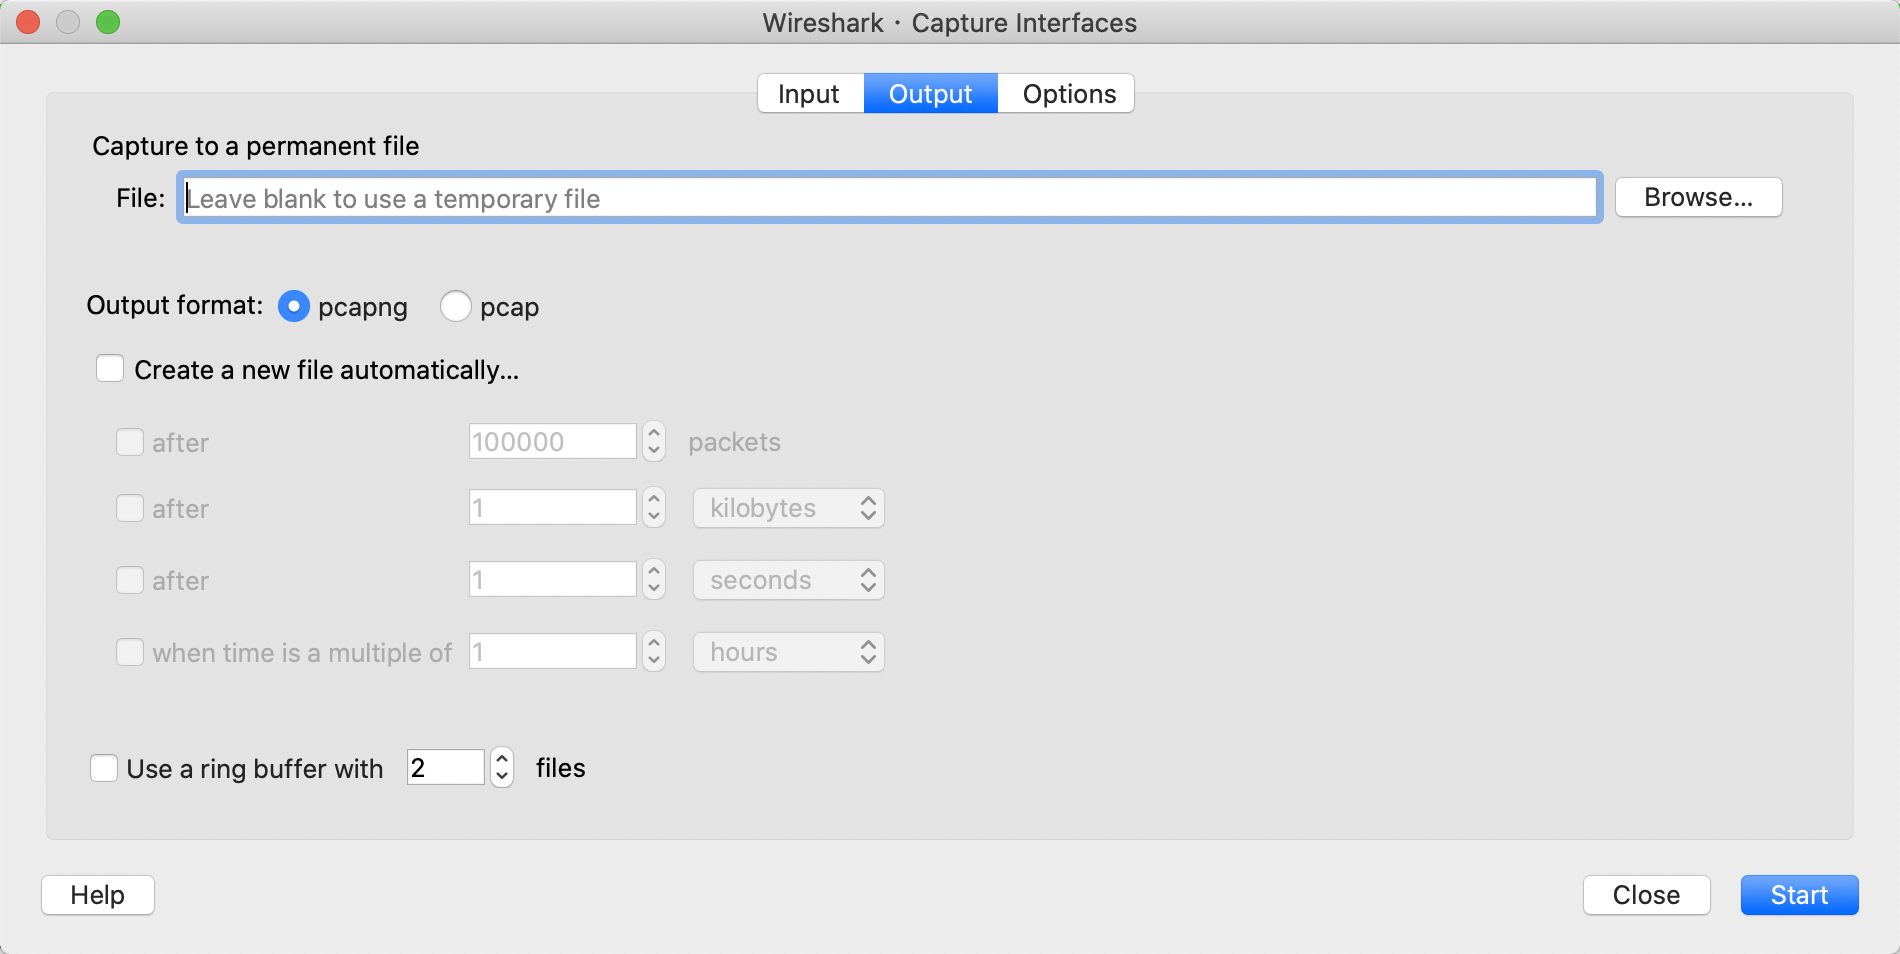 Wireshark · Capture Interfaces
Input Output Options
Capture to a permanent file
File: Leave blank to use a temporary file Browse...
Output format: pcapng pcap
Create a new file automatically...
after 100000 packets
after 1 kilobytes
after 1 seconds
when time is a multiple of 1 hours
Use a ring buffer with 2 files
Help Close Start